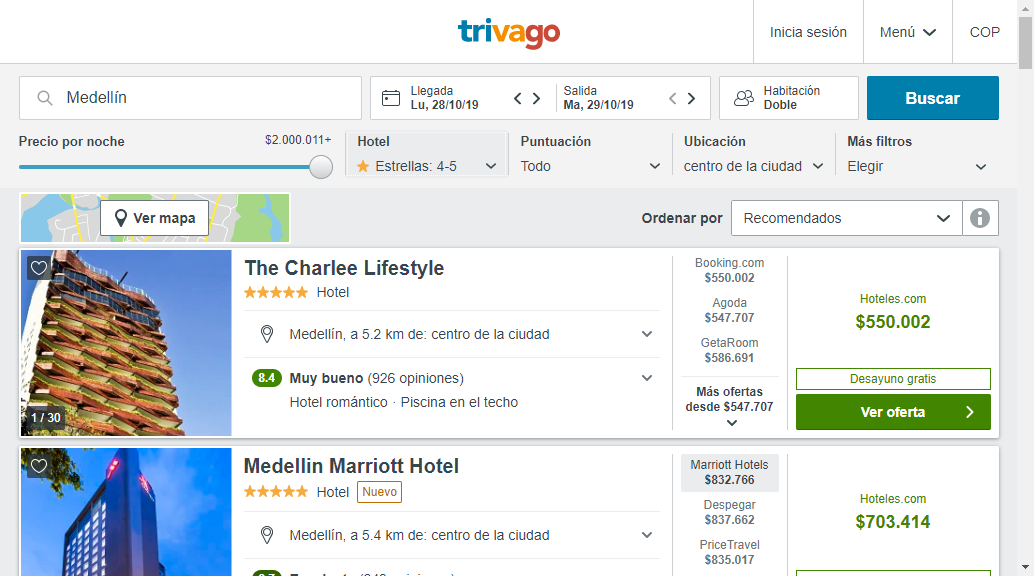 trivago
Inicia sesión
Menú
COP
Medellín
Llegada
Lu, 28/10/19
Salida
Ma, 29/10/19
Habitación
Doble
Buscar
Precio por noche
$2.000.011+
Hotel
Estrellas: 4-5
Puntuación
Todo
Ubicación
centro de la ciudad
Más filtros
Elegir
Ver mapa
Ordenar por
Recomendados
1 / 30
The Charlee Lifestyle
Hotel
Medellín, a 5.2 km de: centro de la ciudad
8.4 Muy bueno (926 opiniones)
Hotel romántico · Piscina en el techo
Booking.com
$550.002
Agoda
$547.707
GetaRoom
$586.691
Más ofertas
desde $547.707
Hoteles.com
$550.002
Desayuno gratis
Ver oferta
Medellin Marriott Hotel
Hotel Nuevo
Medellín, a 5.4 km de: centro de la ciudad
Marriott Hotels
$832.766
Despegar
$837.662
PriceTravel
$835.017
Hoteles.com
$703.414